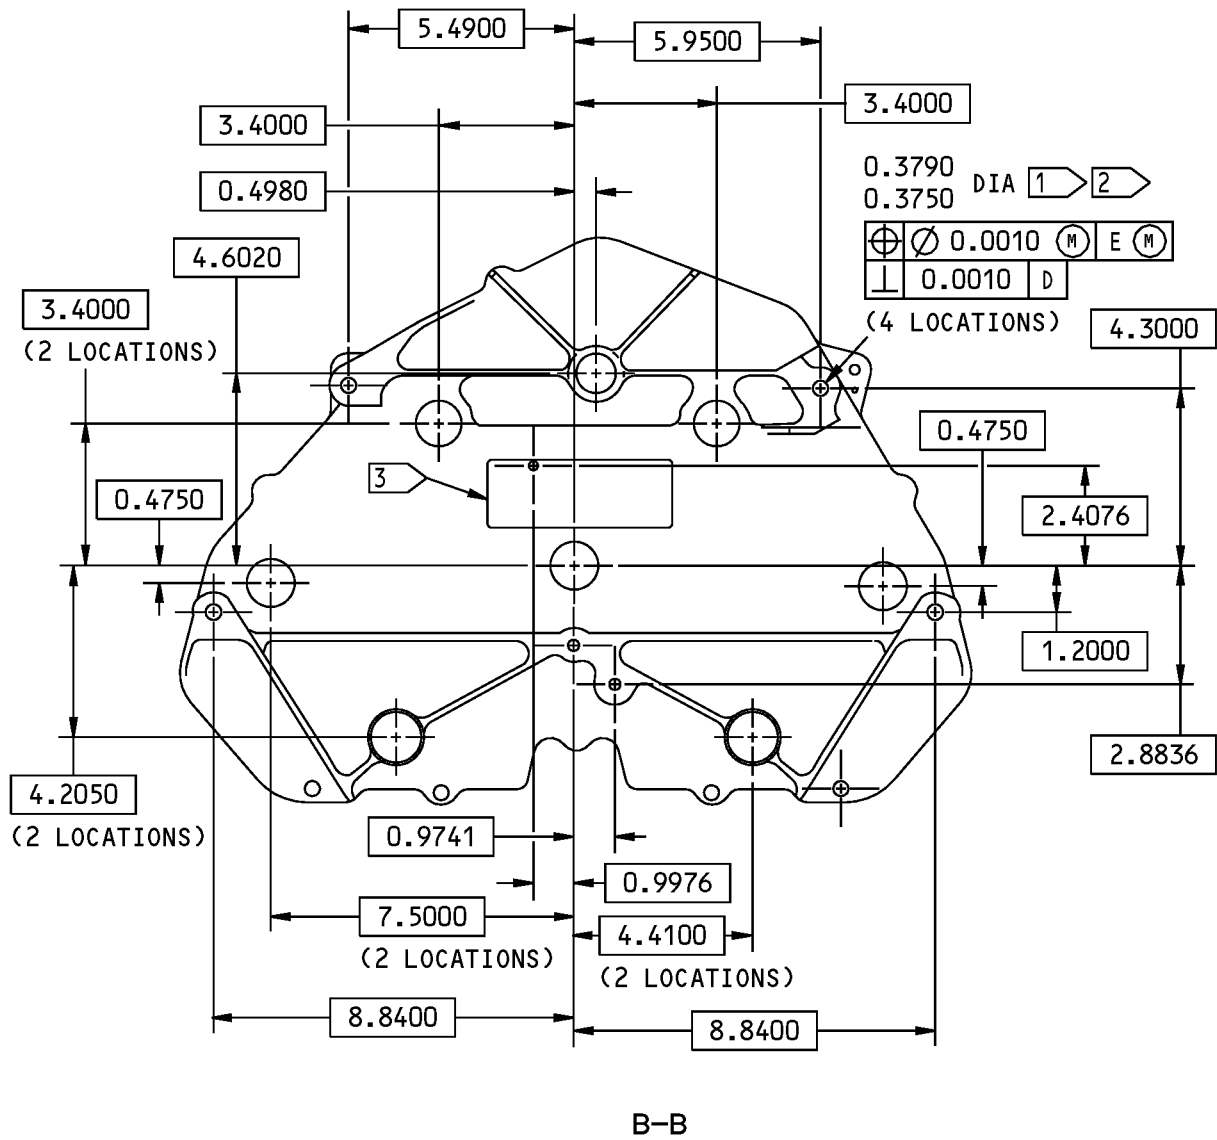 5.4900
5.9500
3.4000
3.4000
0.4980
0.3790
0.3750
DIA 1 2
⌖ ⌀ 0.0010 Ⓜ E Ⓜ
⊥ 0.0010 D
(4 LOCATIONS)
4.6020
3.4000
(2 LOCATIONS)
4.3000
0.4750
3
0.4750
2.4076
1.2000
2.8836
4.2050
(2 LOCATIONS)
0.9741
0.9976
7.5000
(2 LOCATIONS)
4.4100
(2 LOCATIONS)
8.8400
8.8400
B-B